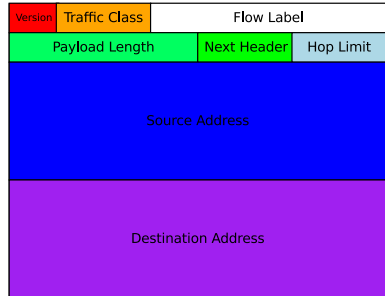 Version Traffic Class Flow Label
Payload Length Next Header Hop Limit
Source Address
Destination Address